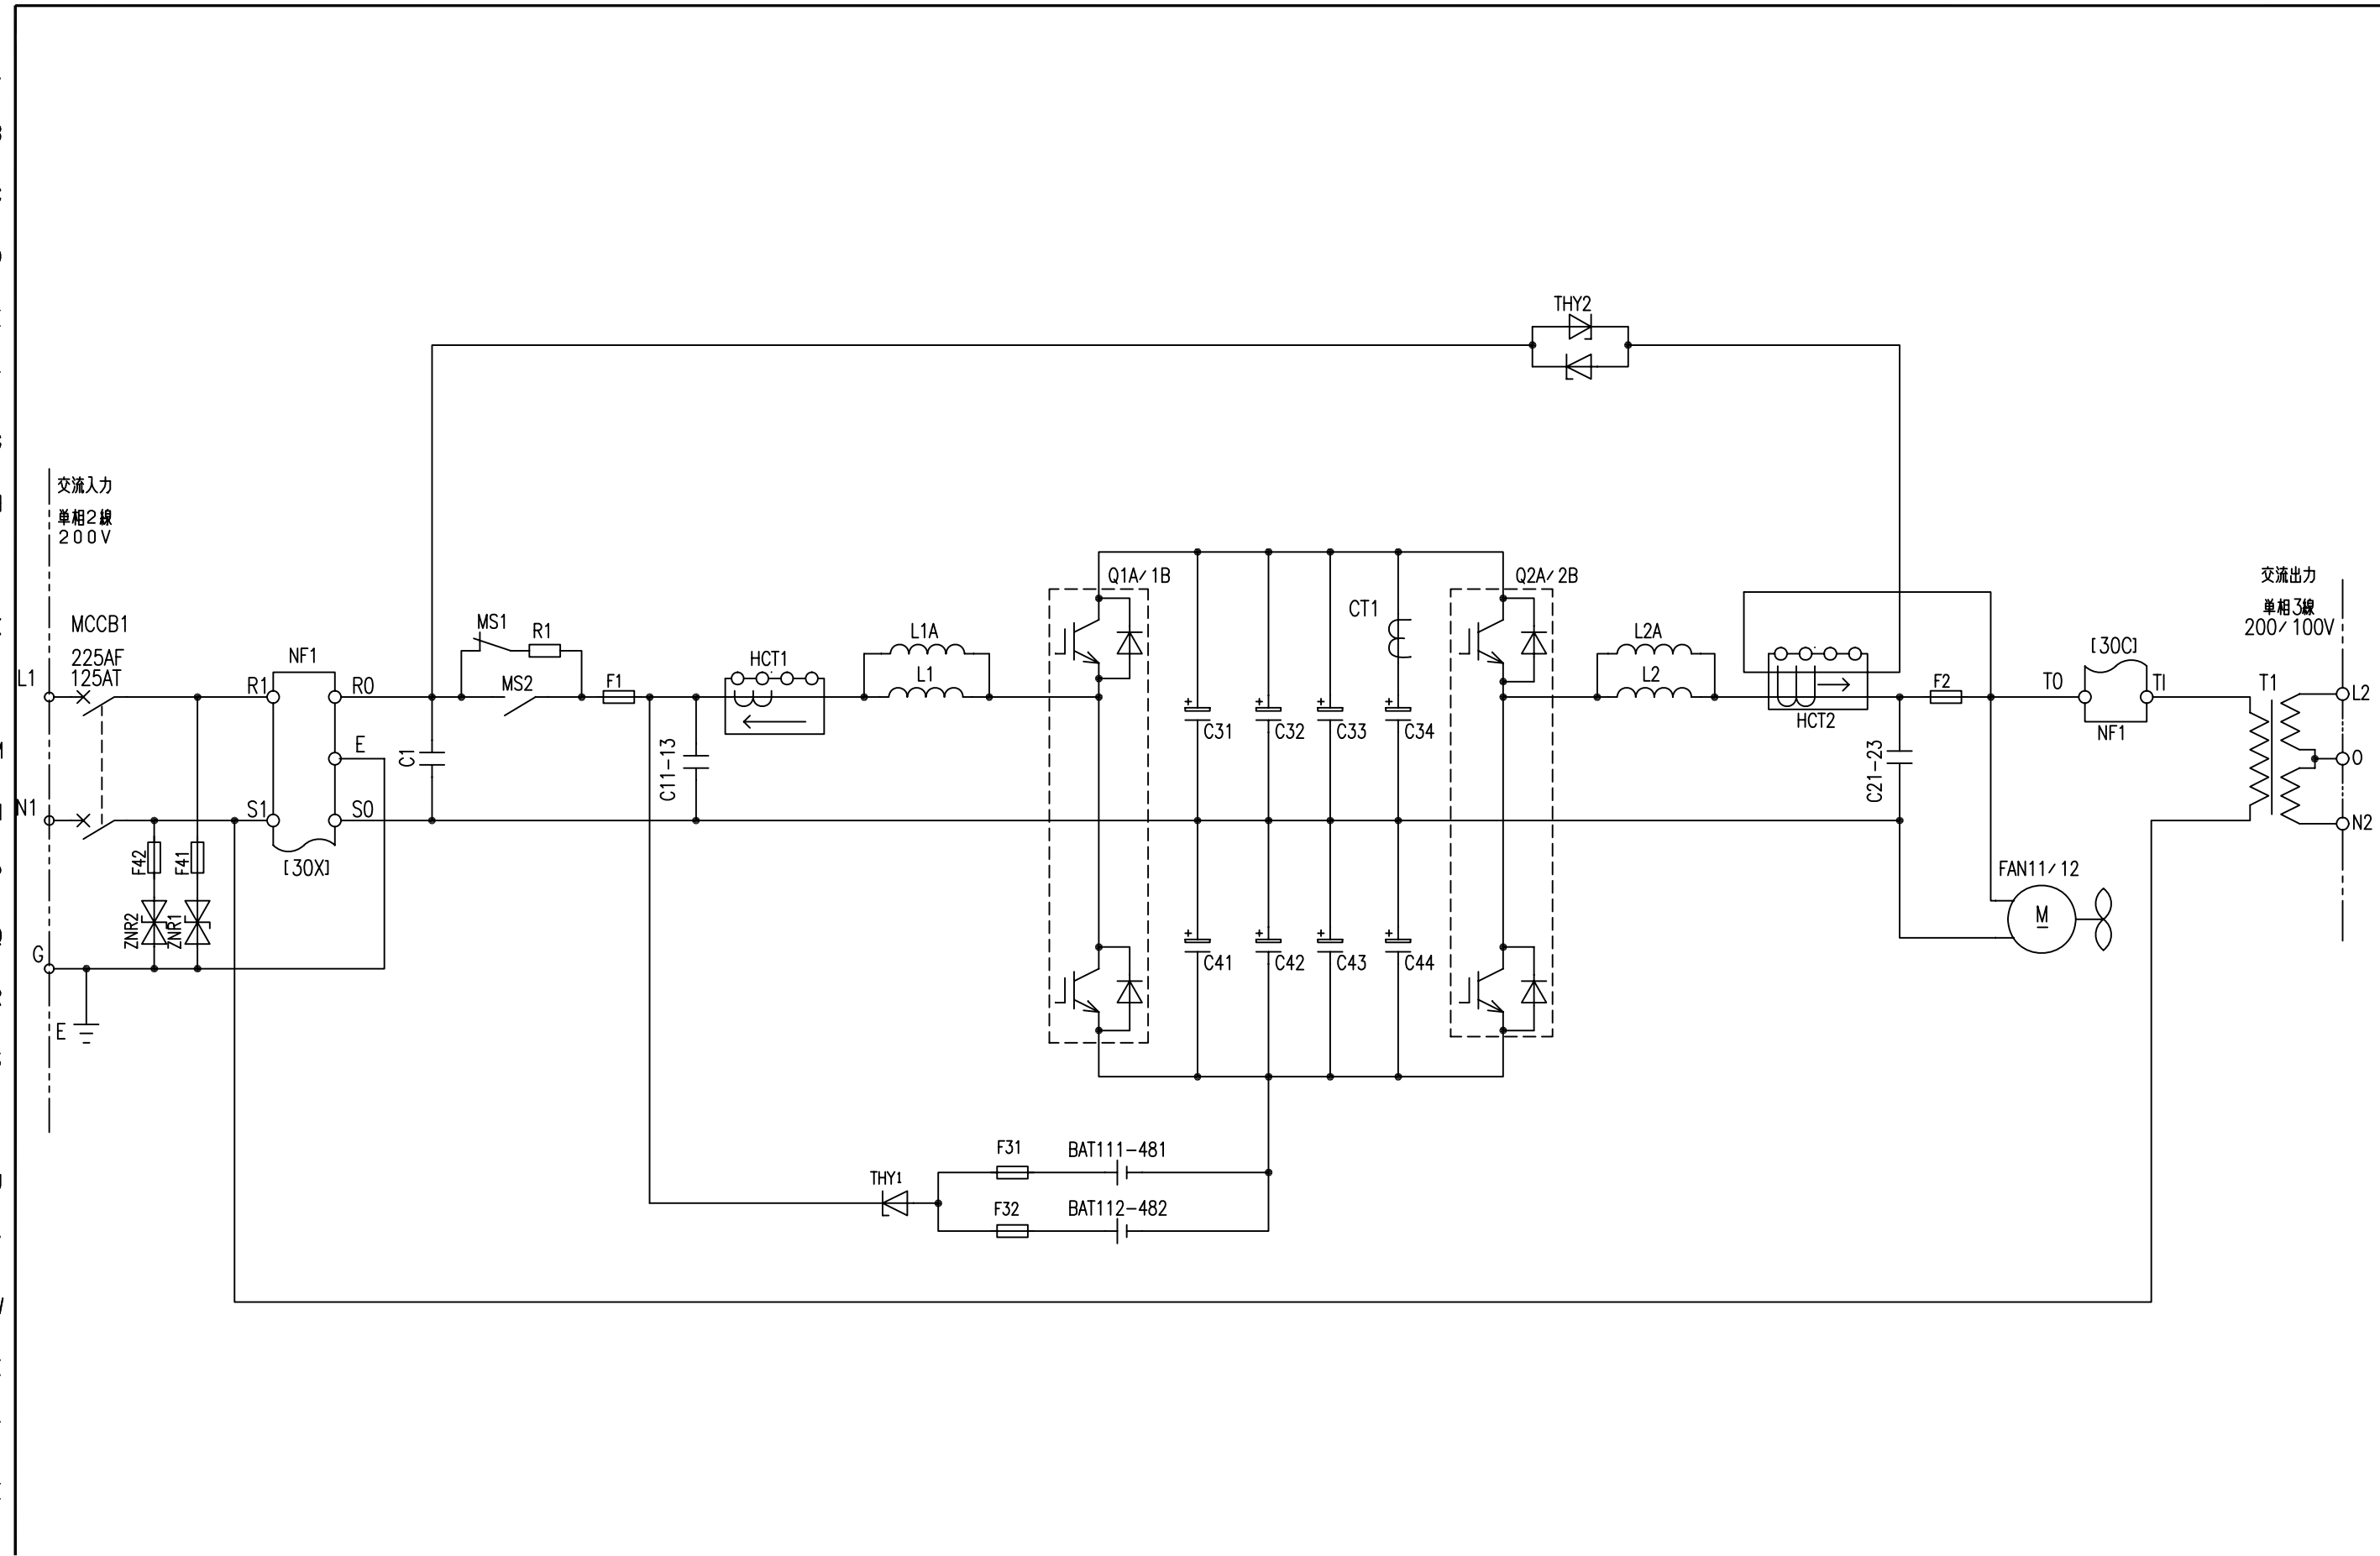 THY2
交流入力
単相2線
200V
交流出力
単相3線
200/100V
Q1A/1B
Q2A/2B
CT1
MCCB1
225AF
125AT
MS1
R1
L1A
L2A
[30C]
NF1
HCT1
L1
R1
R0
MS2
F1
L1
L2
F2
T0
TI
T1
L2
HCT2
NF1
C31
C32
C33
C34
E
C1
C11-13
C21-23
O
N1
S1
S0
N2
F42
F41
[30X]
FAN11/12
M
ZNR2
ZNR1
G
C41
C42
C43
C44
E
F31
BAT111-481
THY1
F32
BAT112-482